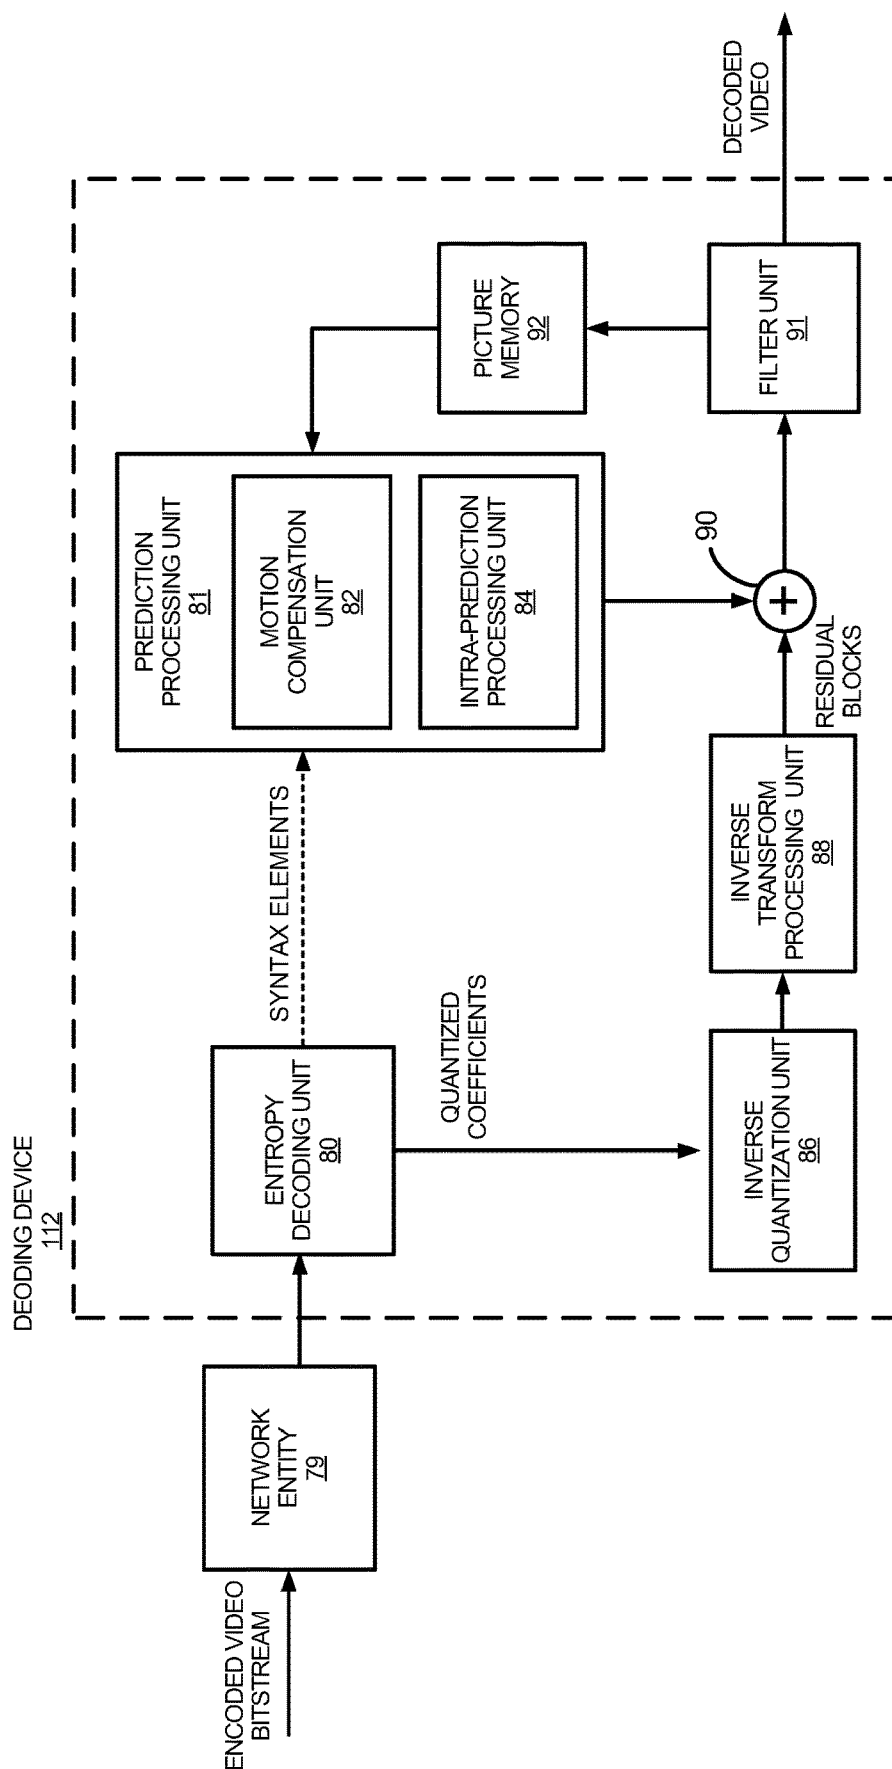 DEODING DEVICE
112
ENCODED VIDEO
BITSTREAM
NETWORK
ENTITY
79
ENTROPY
DECODING UNIT
80
SYNTAX ELEMENTS
QUANTIZED
COEFFICIENTS
PREDICTION
PROCESSING UNIT
81
MOTION
COMPENSATION
UNIT
82
INTRA-PREDICTION
PROCESSING UNIT
84
PICTURE
MEMORY
92
INVERSE
QUANTIZATION UNIT
86
INVERSE
TRANSFORM
PROCESSING UNIT
88
RESIDUAL
BLOCKS
90
+
FILTER UNIT
91
DECODED
VIDEO